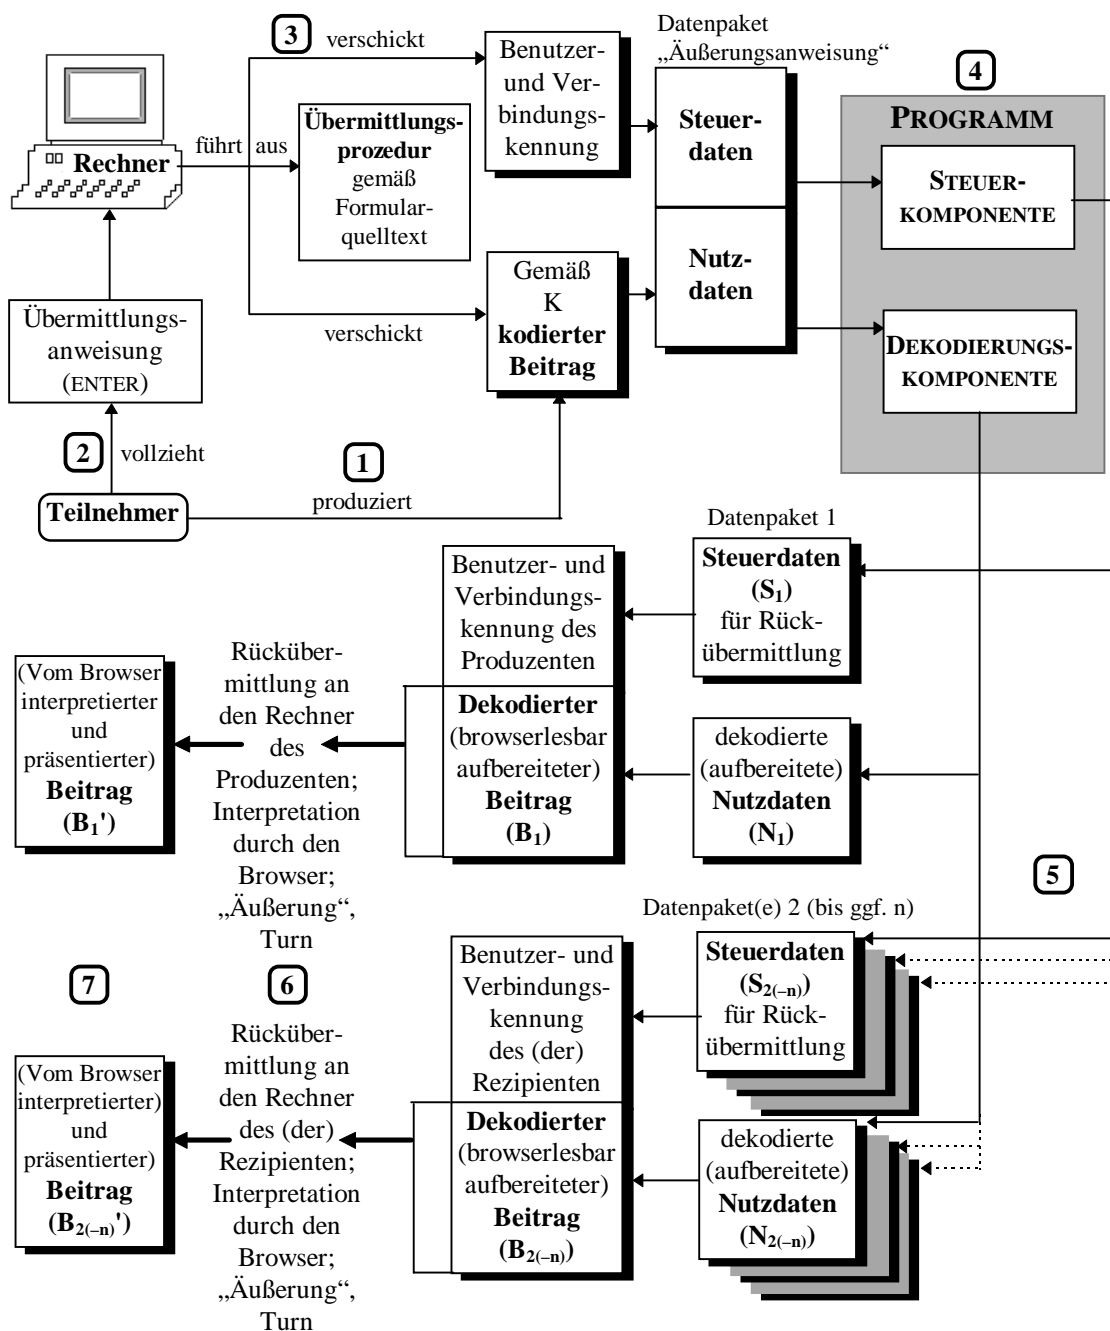 3
verschickt
Rechner
führt aus
Übermittlungs-
prozedur
gemäß
Formular-
quelltext
Benutzer-
und Ver-
bindungs-
kennung
Datenpaket
„Äußerungsanweisung“
Steuer-
daten
Nutz-
daten
4
PROGRAMM
STEUER-
KOMPONENTE
DEKODIERUNGS-
KOMPONENTE
Gemäß
K
kodierter
Beitrag
verschickt
Übermittlungs-
anweisung
(ENTER)
2
vollzieht
1
produziert
Teilnehmer
Datenpaket 1
Steuerdaten
(S1)
für Rück-
übermittlung
Benutzer- und
Verbindungs-
kennung des
Produzenten
Dekodierter
(browserlesbar
aufbereiteter)
Beitrag
(B1)
dekodierte
(aufbereitete)
Nutzdaten
(N1)
Rücküber-
mittlung an
den Rechner
des
Produzenten;
Interpretation
durch den
Browser;
„Äußerung“,
Turn
(Vom Browser
interpretierter
und
präsentierter)
Beitrag
(B1')
5
Datenpaket(e) 2 (bis ggf. n)
Steuerdaten
(S2(–n))
für Rück-
übermittlung
Benutzer- und
Verbindungs-
kennung
des (der)
Rezipienten
Dekodierter
(browserlesbar
aufbereiteter)
Beitrag
(B2(–n))
dekodierte
(aufbereitete)
Nutzdaten
(N2(–n))
6
Rücküber-
mittlung an
den Rechner
des (der)
Rezipienten;
Interpretation
durch den
Browser;
„Äußerung“,
Turn
7
(Vom Browser
interpretierter)
und
präsentierter)
Beitrag
(B2(–n)')